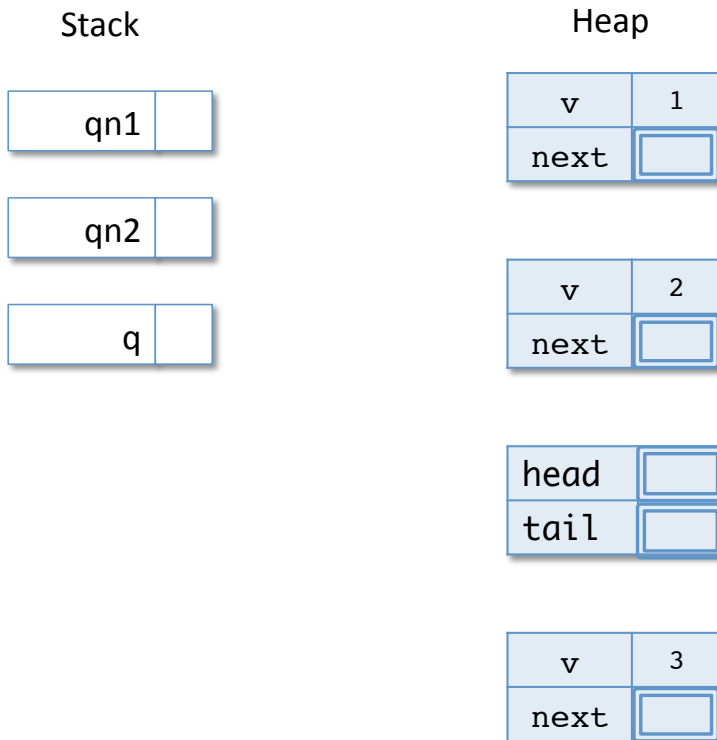 Stack
Heap
qn1
qn2
q
v 1
next
v 2
next
head
tail
v 3
next